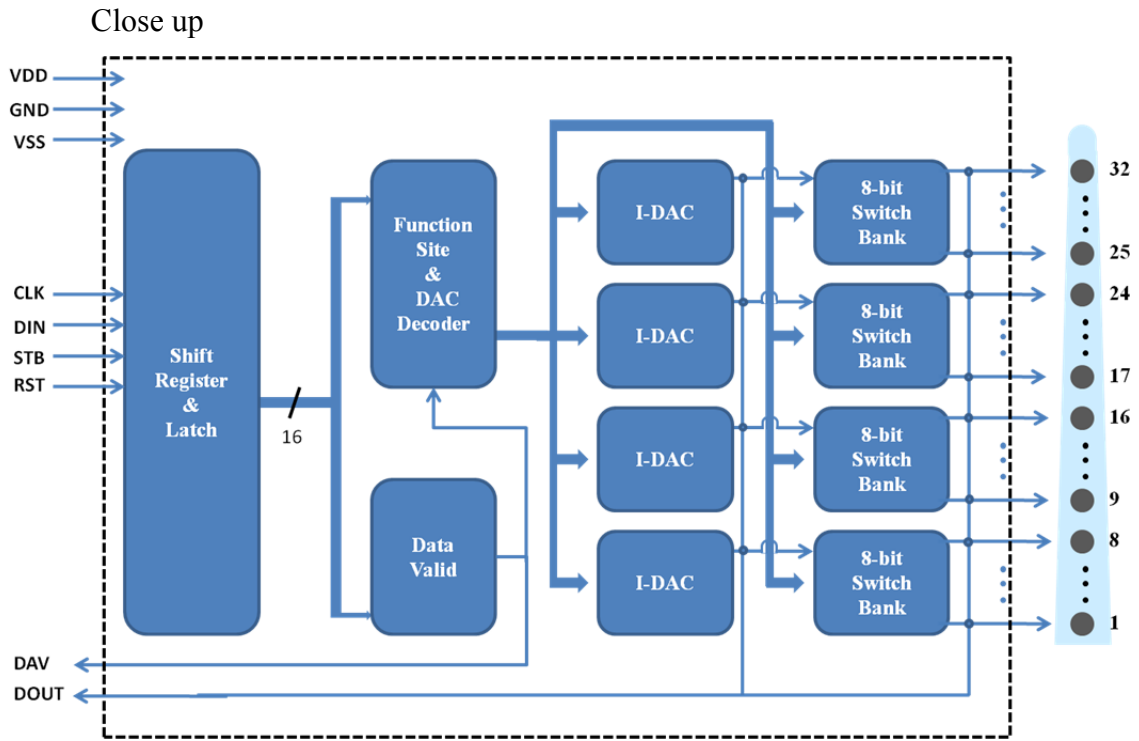 Close up
VDD
GND
VSS
CLK
DIN
STB
RST
DAV
DOUT
Shift
Register
&
Latch
16
Function
Site
&
DAC
Decoder
Data
Valid
I-DAC
I-DAC
I-DAC
I-DAC
8-bit
Switch
Bank
8-bit
Switch
Bank
8-bit
Switch
Bank
8-bit
Switch
Bank
32
25
24
17
16
9
8
1